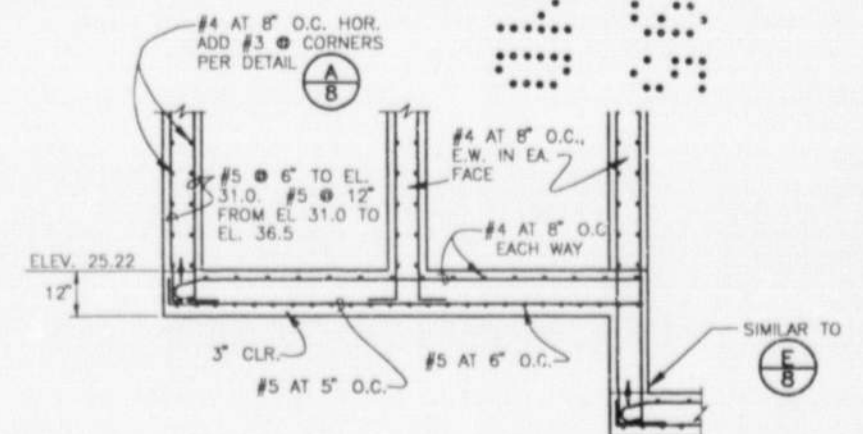 #4 AT 8" O.C. HOR.
ADD #3 @ CORNERS
PER DETAIL
A
8
#4 AT 8" O.C.,
E.W. IN EA.
FACE
#5 @ 6" TO EL.
31.0. #5 @ 12"
FROM EL 31.0 TO
EL. 36.5
#4 AT 8" O.C
EACH WAY
ELEV. 25.22
12"
3" CLR.
#5 AT 5" O.C.
#5 AT 6" O.C.
SIMILAR TO
E
8